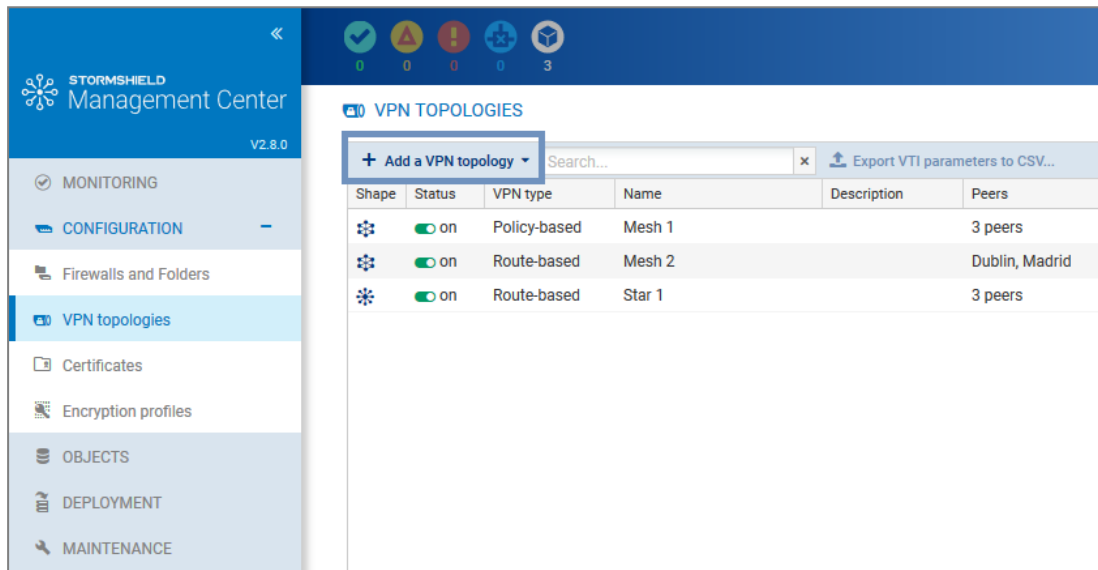 «
STORMSHIELD
Management Center
V2.8.0
0 0 0 0 3
MONITORING
CONFIGURATION
Firewalls and Folders
VPN topologies
Certificates
Encryption profiles
OBJECTS
DEPLOYMENT
MAINTENANCE
VPN TOPOLOGIES
+ Add a VPN topology Search... × Export VTI parameters to CSV...
Shape Status VPN type Name Description Peers
on Policy-based Mesh 1 3 peers
on Route-based Mesh 2 Dublin, Madrid
on Route-based Star 1 3 peers